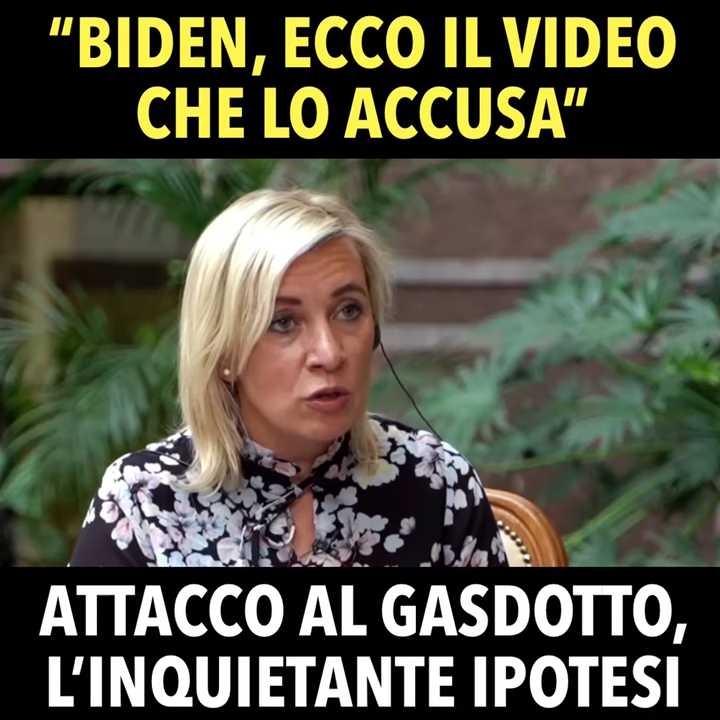 “BIDEN, ECCO IL VIDEO
CHE LO ACCUSA”
ATTACCO AL GASDOTTO,
L’INQUIETANTE IPOTESI